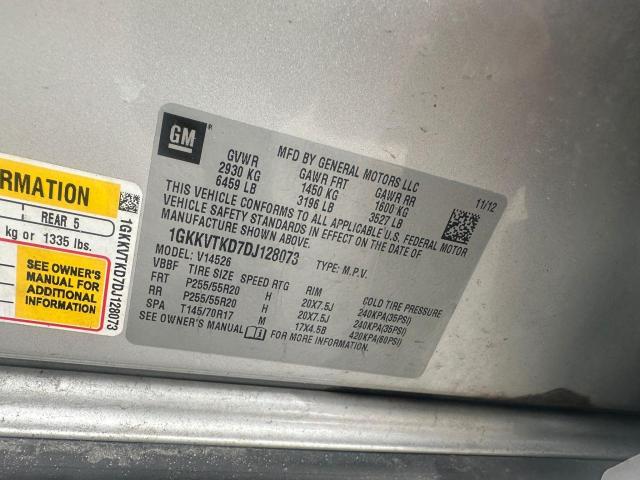 RMATION
REAR 5
kg or 1335 lbs.
SEE OWNER'S
MANUAL FOR
ADDITIONAL
INFORMATION
1GKKVTKD7DJ128073
GM
®
MFD BY GENERAL MOTORS LLC
11/12
GVWR GAWR FRT GAWR RR
2930 KG 1450 KG 1600 KG
6459 LB 3196 LB 3527 LB
THIS VEHICLE CONFORMS TO ALL APPLICABLE U.S. FEDERAL MOTOR
VEHICLE SAFETY STANDARDS IN EFFECT ON THE DATE OF
MANUFACTURE SHOWN ABOVE.
1GKKVTKD7DJ128073 TYPE: M.P.V.
MODEL: V14526
VBBF TIRE SIZE SPEED RTG RIM COLD TIRE PRESSURE
FRT P255/55R20 H 20X7.5J 240KPA(35PSI)
RR P255/55R20 H 20X7.5J 240KPA(35PSI)
SPA T145/70R17 M 17X4.5B 420KPA(60PSI)
SEE OWNER'S MANUAL FOR MORE INFORMATION.